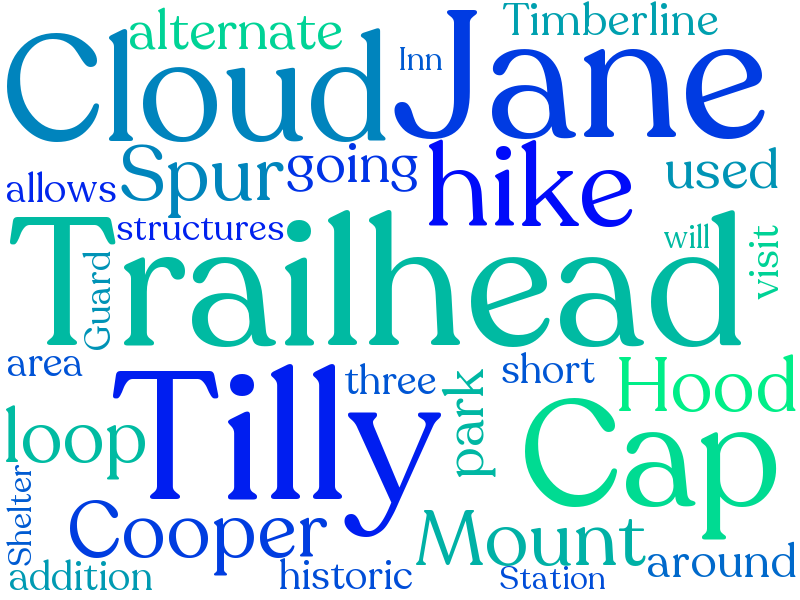 alternate
Timberline
Cloud
Inn
Jane
Spur
going
hike
used
allows
structures
Trailhead
will
visit
Guard
area
three
short
Hood
Tilly
park
Cap
loop
Shelter
Cooper
Mount
around
addition
historic
Station